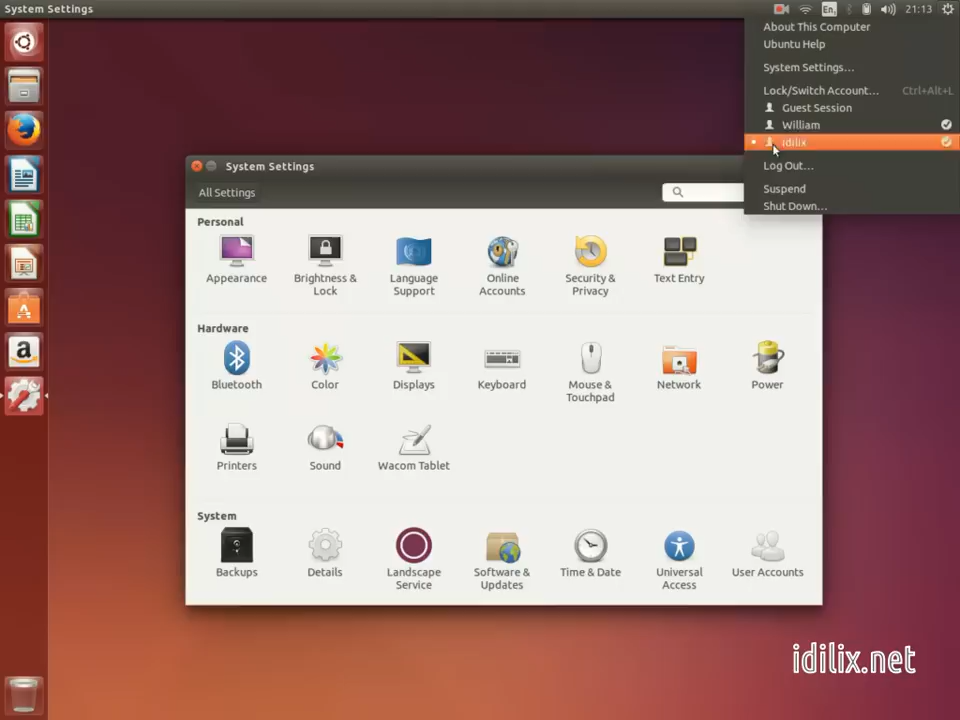 System Settings
En
21:13
About This Computer
Ubuntu Help
System Settings...
Lock/Switch Account... Ctrl+Alt+L
Guest Session
William
idilix
Log Out...
Suspend
Shut Down...
System Settings
All Settings
Personal
Appearance
Brightness &
Lock
Language
Support
Online
Accounts
Security &
Privacy
Text Entry
Hardware
Bluetooth
Color
Displays
Keyboard
Mouse &
Touchpad
Network
Power
Printers
Sound
Wacom Tablet
System
Backups
Details
Landscape
Service
Software &
Updates
Time & Date
Universal
Access
User Accounts
a
idilix.net